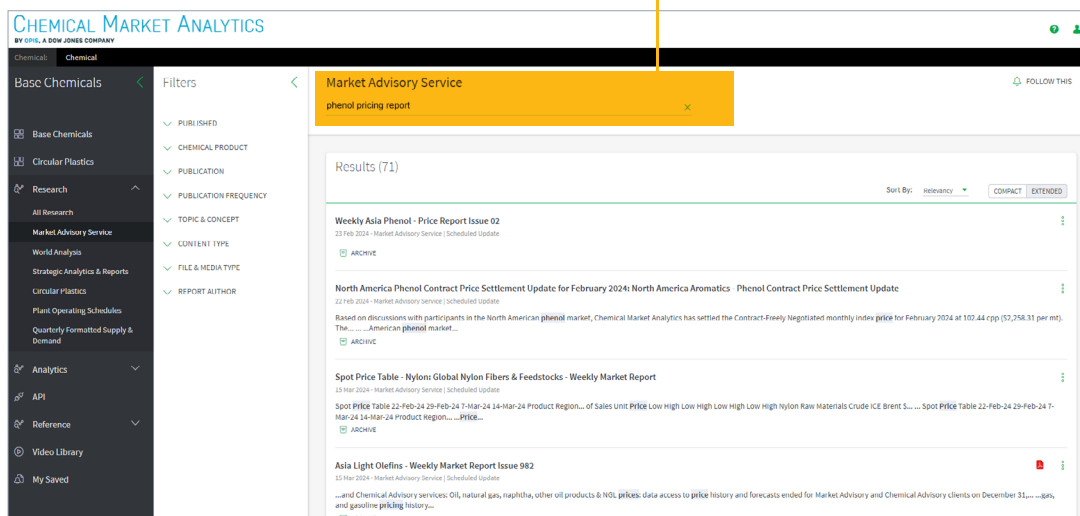 CHEMICAL MARKET ANALYTICS
BY OPIS, A DOW JONES COMPANY
Chemical: Chemical
Base Chemicals
Base Chemicals
Circular Plastics
Research
All Research
Market Advisory Service
World Analysis
Strategic Analytics & Reports
Circular Plastics
Plant Operating Schedules
Quarterly Formatted Supply &
Demand
Analytics
API
Reference
Video Library
My Saved
Filters
PUBLISHED
CHEMICAL PRODUCT
PUBLICATION
PUBLICATION FREQUENCY
TOPIC & CONCEPT
CONTENT TYPE
FILE & MEDIA TYPE
REPORT AUTHOR
Market Advisory Service
phenol pricing report
FOLLOW THIS
Results (71)
Sort By: Relevancy COMPACT EXTENDED
Weekly Asia Phenol - Price Report Issue 02
23 Feb 2024 - Market Advisory Service | Scheduled Update
ARCHIVE
North America Phenol Contract Price Settlement Update for February 2024: North America Aromatics - Phenol Contract Price Settlement Update
22 Feb 2024 - Market Advisory Service | Scheduled Update
Based on discussions with participants in the North American phenol market, Chemical Market Analytics has settled the Contract-Freely Negotiated monthly index price for February 2024 at 102.44 cpp ($2,258.31 per mt).
The... ... ...American phenol market...
ARCHIVE
Spot Price Table - Nylon: Global Nylon Fibers & Feedstocks - Weekly Market Report
Mar 2024 - Market Advisory Service | Scheduled Update
Spot Price Table 22-Feb-24 29-Feb-24 7-Mar-24 14-Mar-24 Product Region... of Sales Unit Price Low High Low High Low High Low High Nylon Raw Materials Crude ICE Brent $... ... Spot Price Table 22-Feb-24 29-Feb-24 7-
Mar-24 14-Mar-24 Product Region... ...Price...
ARCHIVE
Asia Light Olefins - Weekly Market Report Issue 982
15 Mar 2024 - Market Advisory Service | Scheduled Update
...and Chemical Advisory services: Oil, natural gas, naphtha, other oil products & NGL prices: data access to price history and forecasts ended for Market Advisory and Chemical Advisory clients on December 31,... ...gas,
and gasoline pricing history...